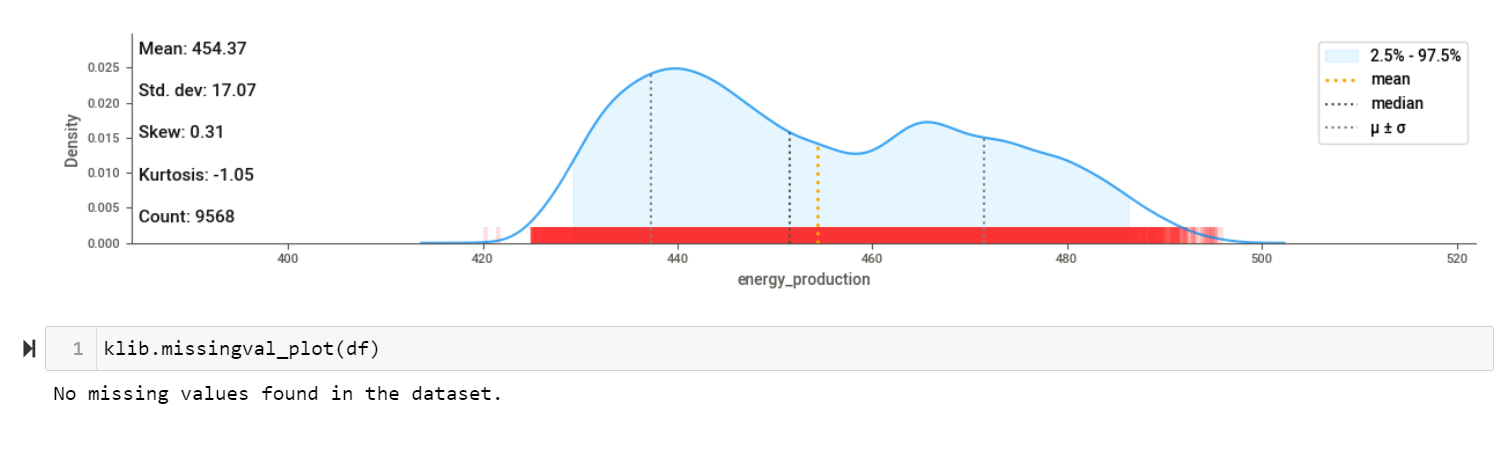 Mean: 454.37
Std. dev: 17.07
Skew: 0.31
Kurtosis: -1.05
Count: 9568
2.5% - 97.5%
mean
median
μ ± σ
Density
0.025
0.020
0.015
0.010
0.005
0.000
400 420 440 460 480 500 520
energy_production
1 klib.missingval_plot(df)
No missing values found in the dataset.